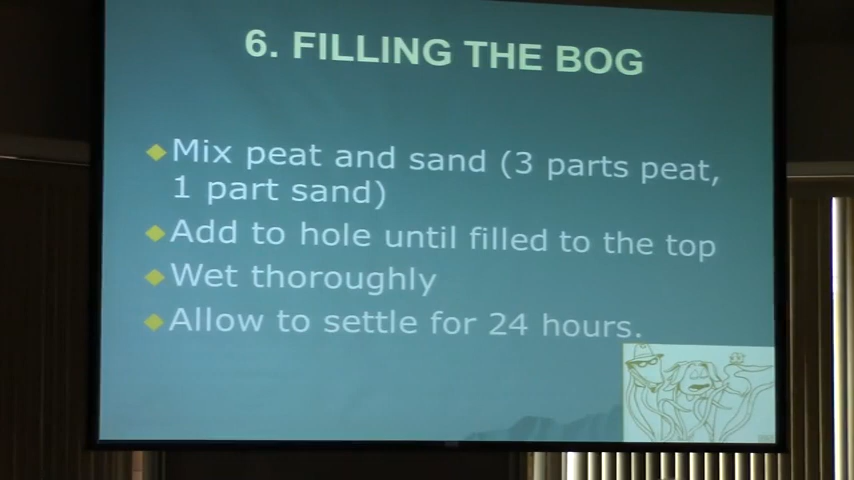 6. FILLING THE BOG
Mix peat and sand (3 parts peat,
1 part sand)
Add to hole until filled to the top
Wet thoroughly
Allow to settle for 24 hours.